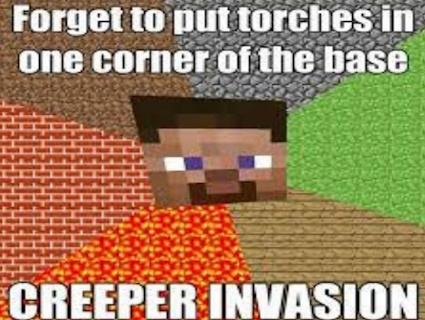 Forget to put torches in
one corner of the base
CREEPER INVASION